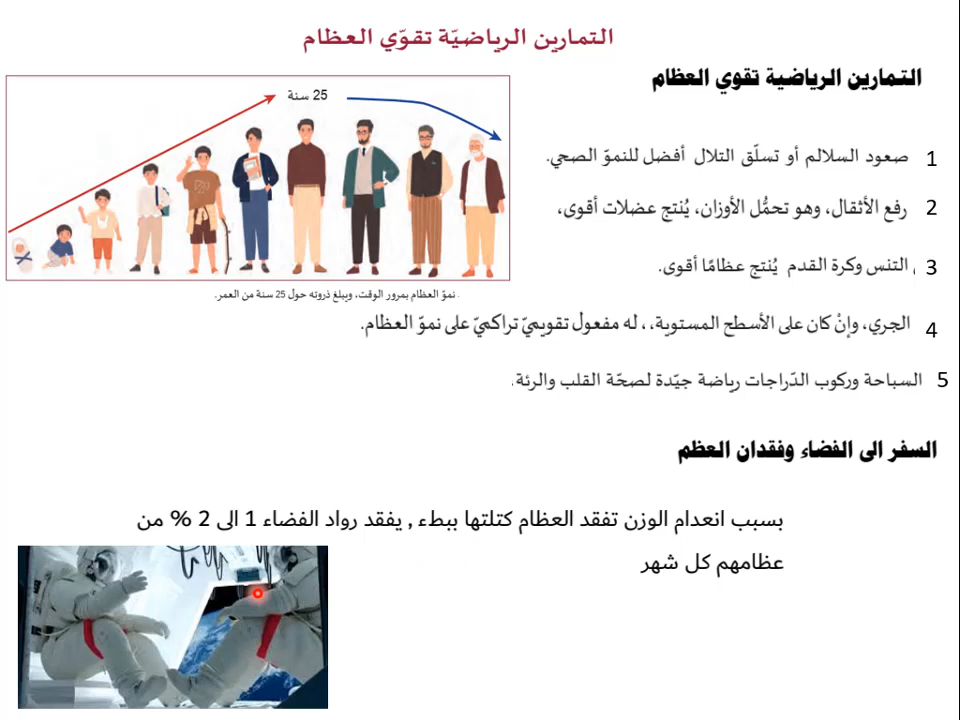 التمارين الرياضيّة تقوّي العظام
التمارين الرياضية تقوي العظام
25 سنة
1 صعود السلالم أو تسلّق التلال أفضل للنموّ الصحي.
2 رفع الأثقال، وهو تحمُّل الأوزان، يُنتج عضلات أقوى،
3 ، التنس وكرة القدم يُنتج عظامًا أقوى.
. نموّ العظام بمرور الوقت، ويبلغ ذروته حول 25 سنة من العمر.
4 الجري، وإنْ كان على الأسطح المستوية، ، له مفعول تقويميّ تراكميّ على نموّ العظام.
5 السباحة وركوب الدّراجات رياضة جيّدة لصحّة القلب والرئة.
السفر الى الفضاء وفقدان العظم
بسبب انعدام الوزن تفقد العظام كتلتها ببطء , يفقد رواد الفضاء 1 الى 2 % من
عظامهم كل شهر